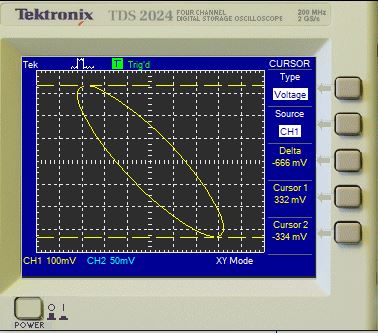 Tektronix TDS 2024 FOUR CHANNEL DIGITAL STORAGE OSCILLOSCOPE
200 MHz
2 GS/s
Tek T Trig'd CURSOR
Type
Voltage
Source
CH1
Delta
-666 mV
Cursor 1
332 mV
Cursor 2
-334 mV
CH1 100mV CH2 50mV XY Mode
POWER